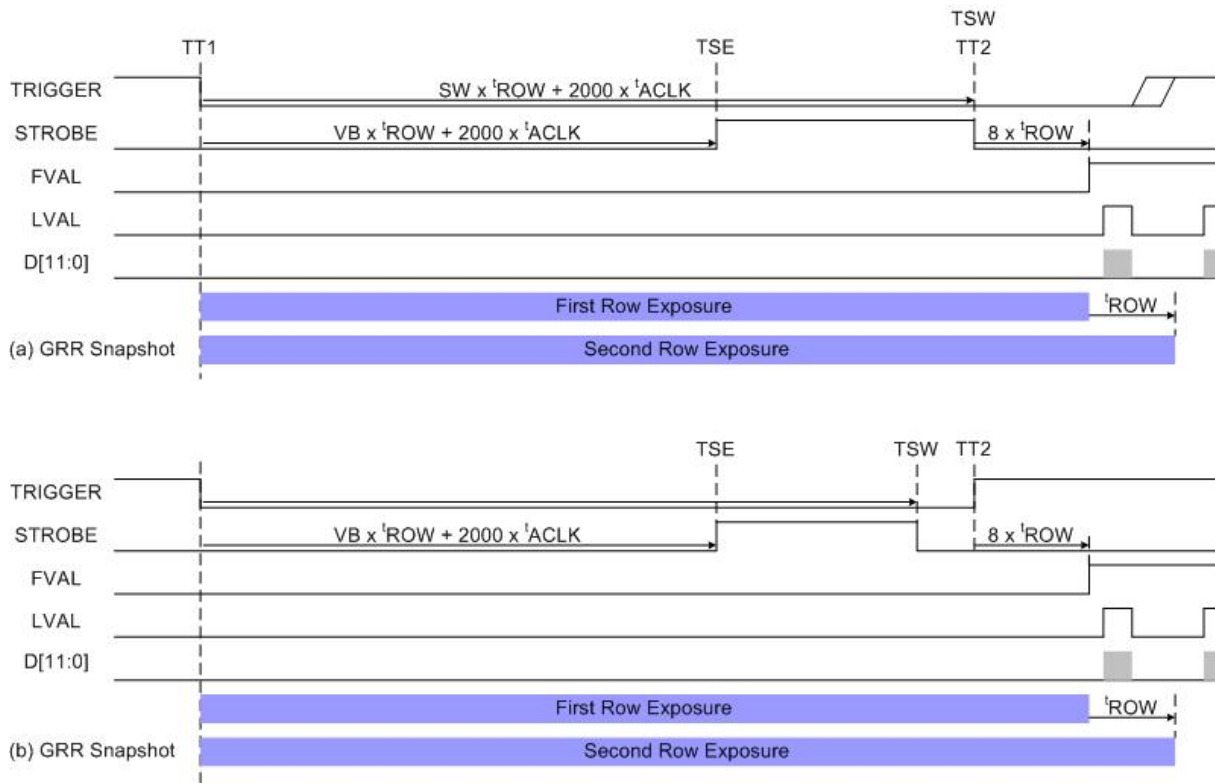 TSW
TT1 TSE TT2
TRIGGER
SW x tROW + 2000 x tACLK
STROBE
VB x tROW + 2000 x tACLK
8 x tROW
FVAL
LVAL
D[11:0]
First Row Exposure
tROW
(a) GRR Snapshot
Second Row Exposure
TSE TSW TT2
TRIGGER
STROBE
VB x tROW + 2000 x tACLK
8 x tROW
FVAL
LVAL
D[11:0]
First Row Exposure
tROW
(b) GRR Snapshot
Second Row Exposure